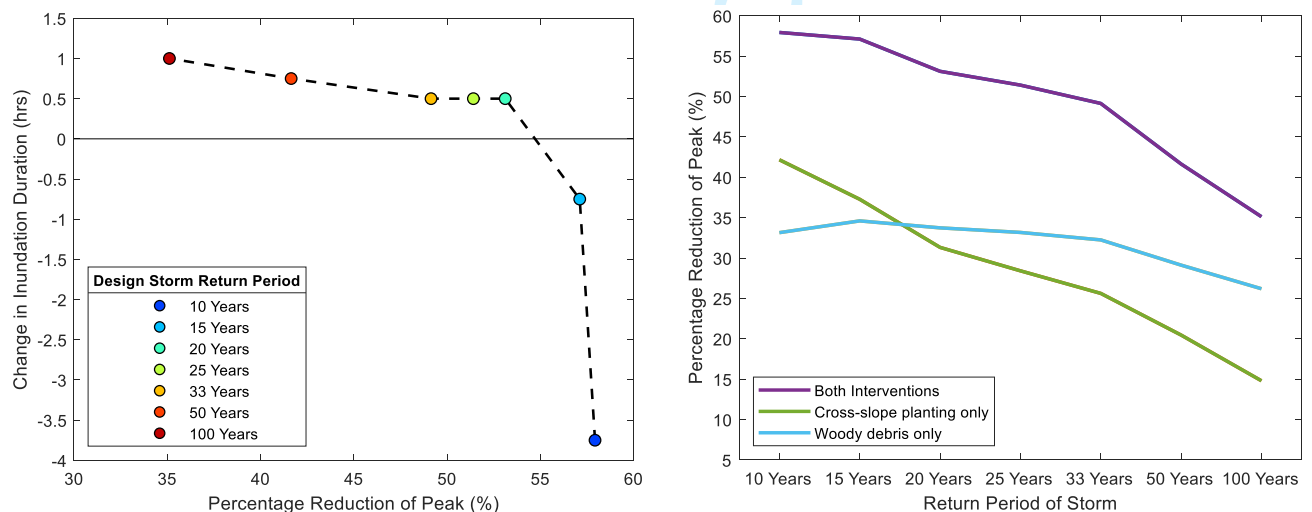 1.5
1
0.5
0
-0.5
-1
-1.5
-2
-2.5
-3
-3.5
-4
Change in Inundation Duration (hrs)
Design Storm Return Period
10 Years
15 Years
20 Years
25 Years
33 Years
50 Years
100 Years
30 35 40 45 50 55 60
Percentage Reduction of Peak (%)
60
55
50
45
40
35
30
25
20
15
10
5
Percentage Reduction of Peak (%)
Both Interventions
Cross-slope planting only
Woody debris only
10 Years 15 Years 20 Years 25 Years 33 Years 50 Years 100 Years
Return Period of Storm